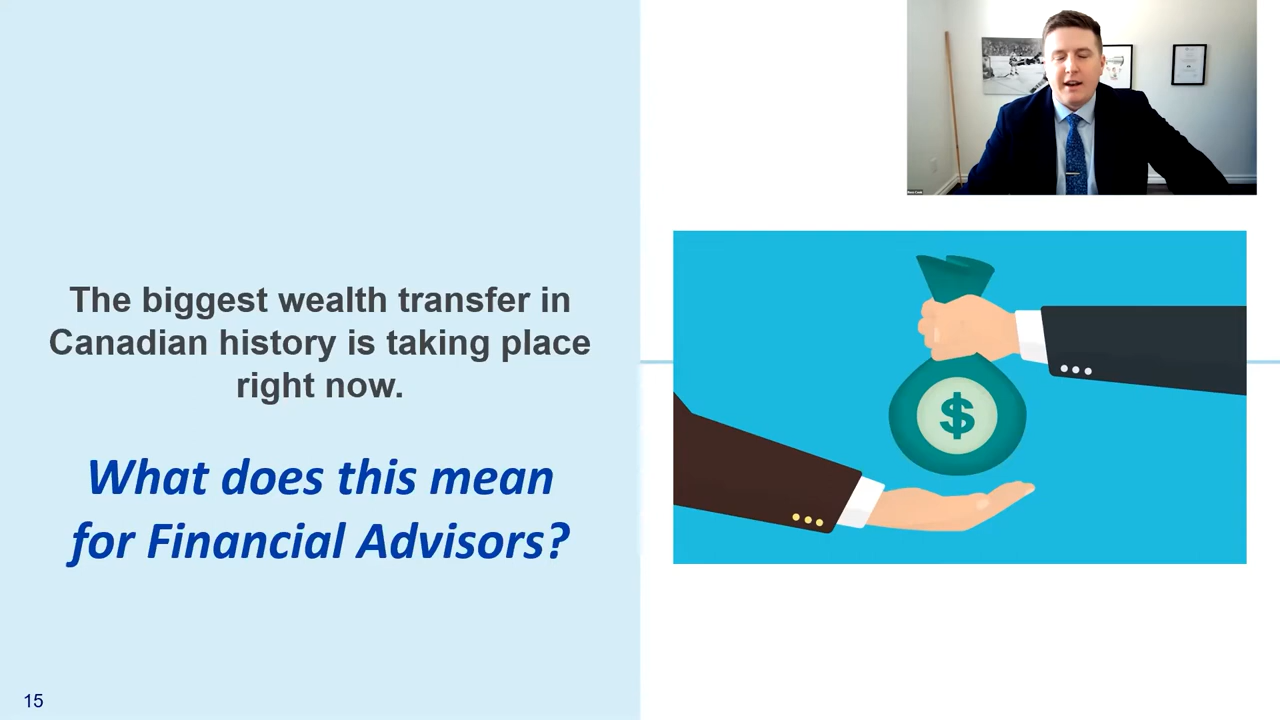 The biggest wealth transfer in
Canadian history is taking place
right now.
What does this mean
for Financial Advisors?
$
15